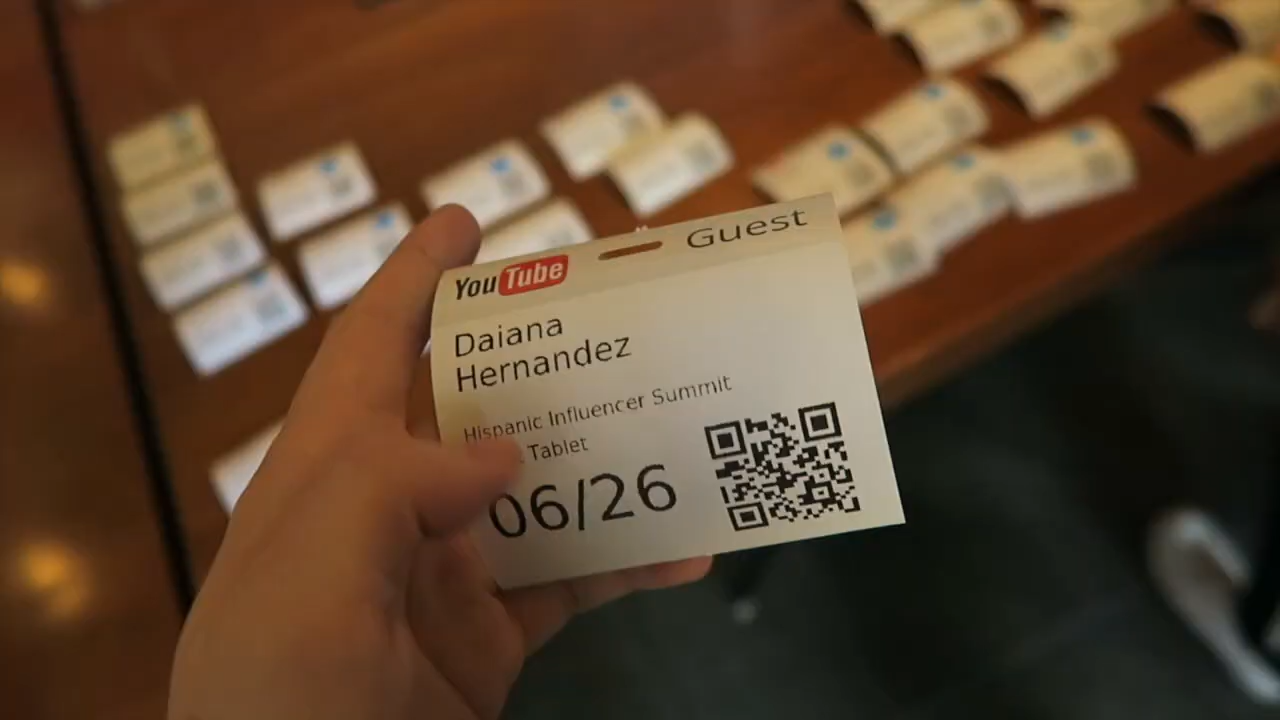 YouTube
Guest
Daiana
Hernandez
Hispanic Influencer Summit
Tablet
06/26